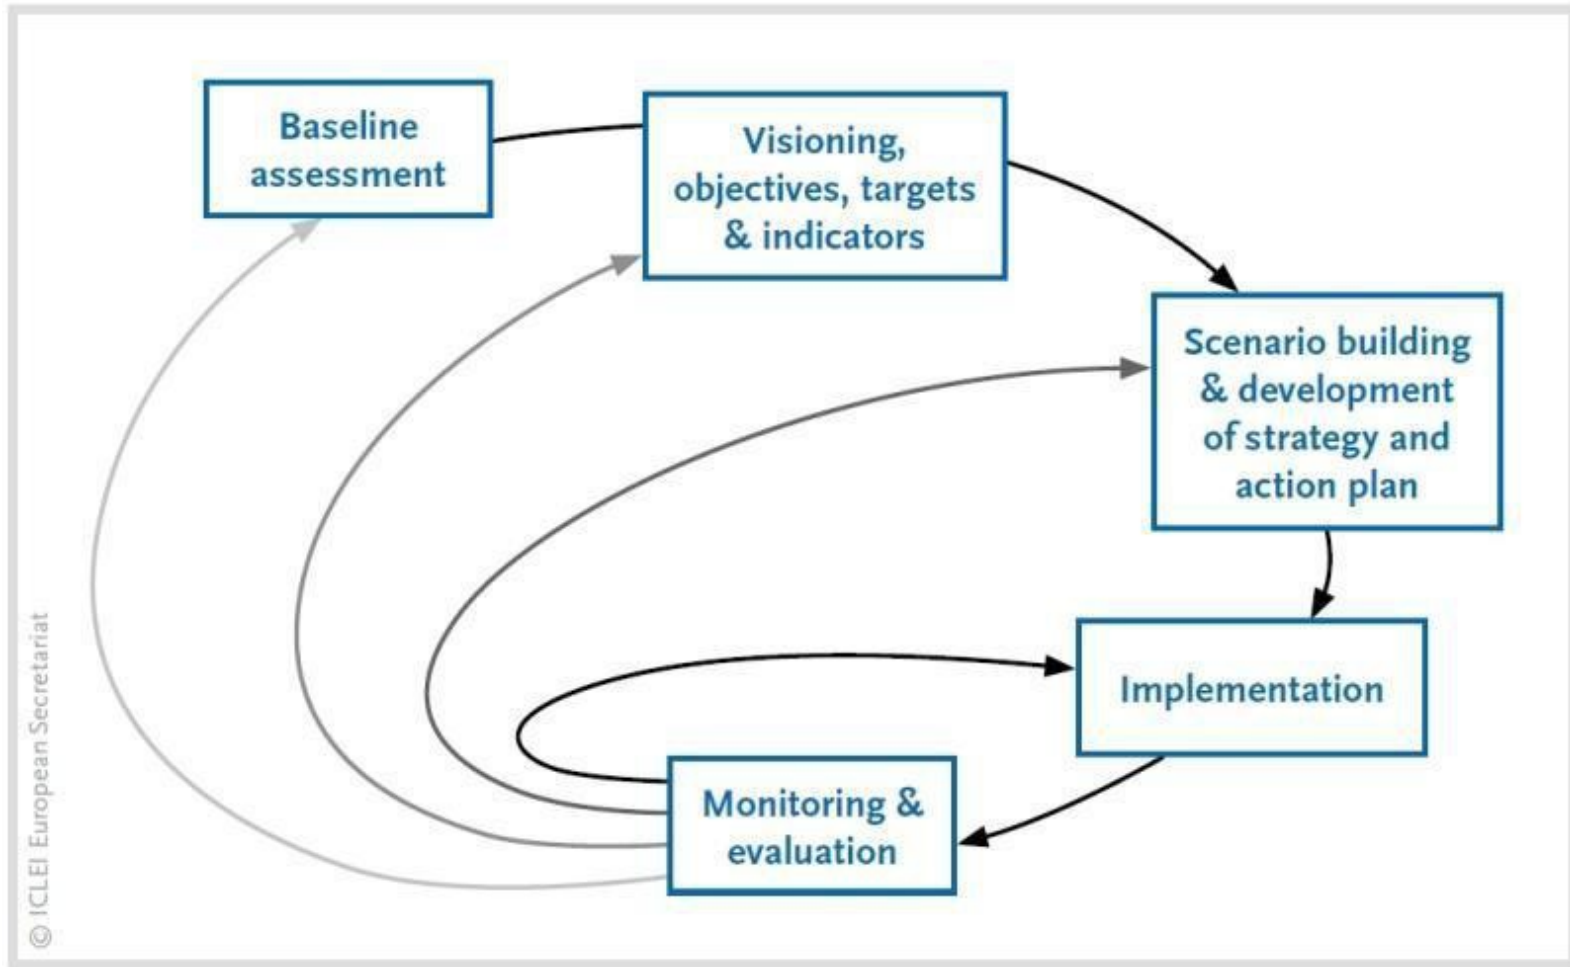 Baseline
assessment
Visioning,
objectives, targets
& indicators
Scenario building
& development
of strategy and
action plan
Implementation
Monitoring &
evaluation
© ICLEI European Secretariat